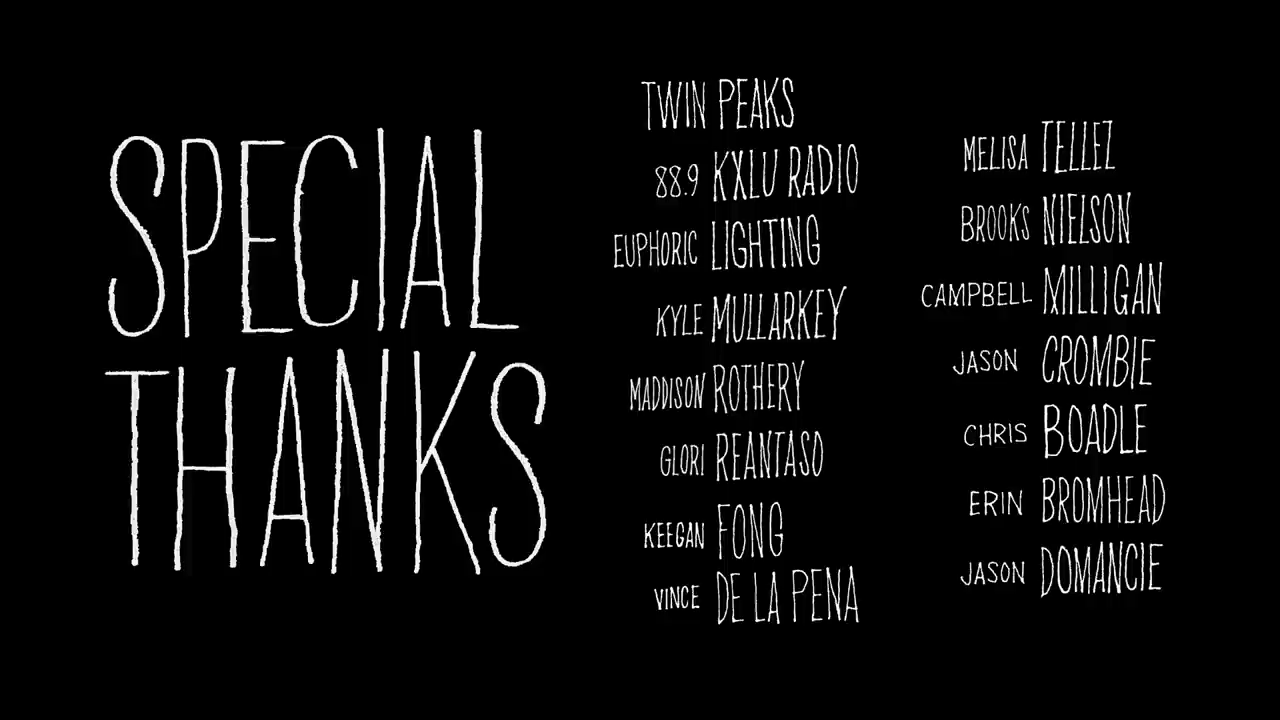 SPECIAL
THANKS
TWIN PEAKS
88.9 KXLU RADIO
EUPHORIC LIGHTING
KYLE MULLARKEY
MADDISON ROTHERY
GLORI REANTASO
KEEGAN FONG
VINCE DE LA PENA
MELISA TELLEZ
BROOKS NIELSON
CAMPBELL MILLIGAN
JASON CROMBIE
CHRIS BOADLE
ERIN BROMHEAD
JASON DOMANCIE